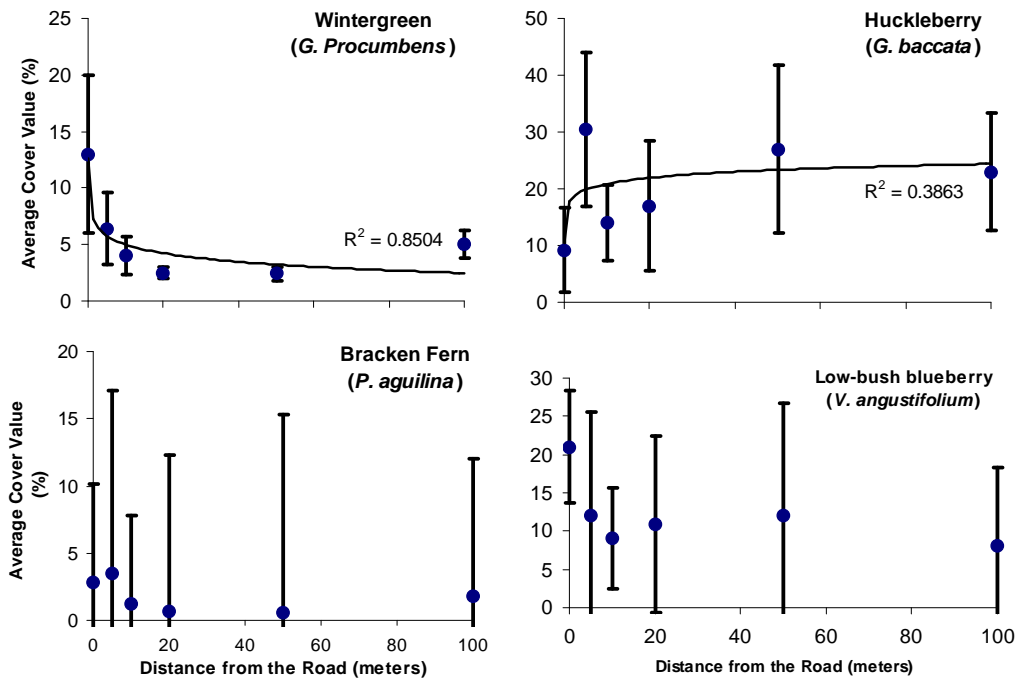 Wintergreen
(G. Procumbens)
Average Cover Value (%)
25
20
15
10
5
0
R² = 0.8504
Huckleberry
(G. baccata)
50
40
30
20
10
0
R² = 0.3863
Bracken Fern
(P. aguilina)
Average Cover Value
(%)
20
15
10
5
0
0 20 40 60 80 100
Distance from the Road (meters)
Low-bush blueberry
(V. angustifolium)
30
25
20
15
10
5
0
0 20 40 60 80 100
Distance from the Road (meters)